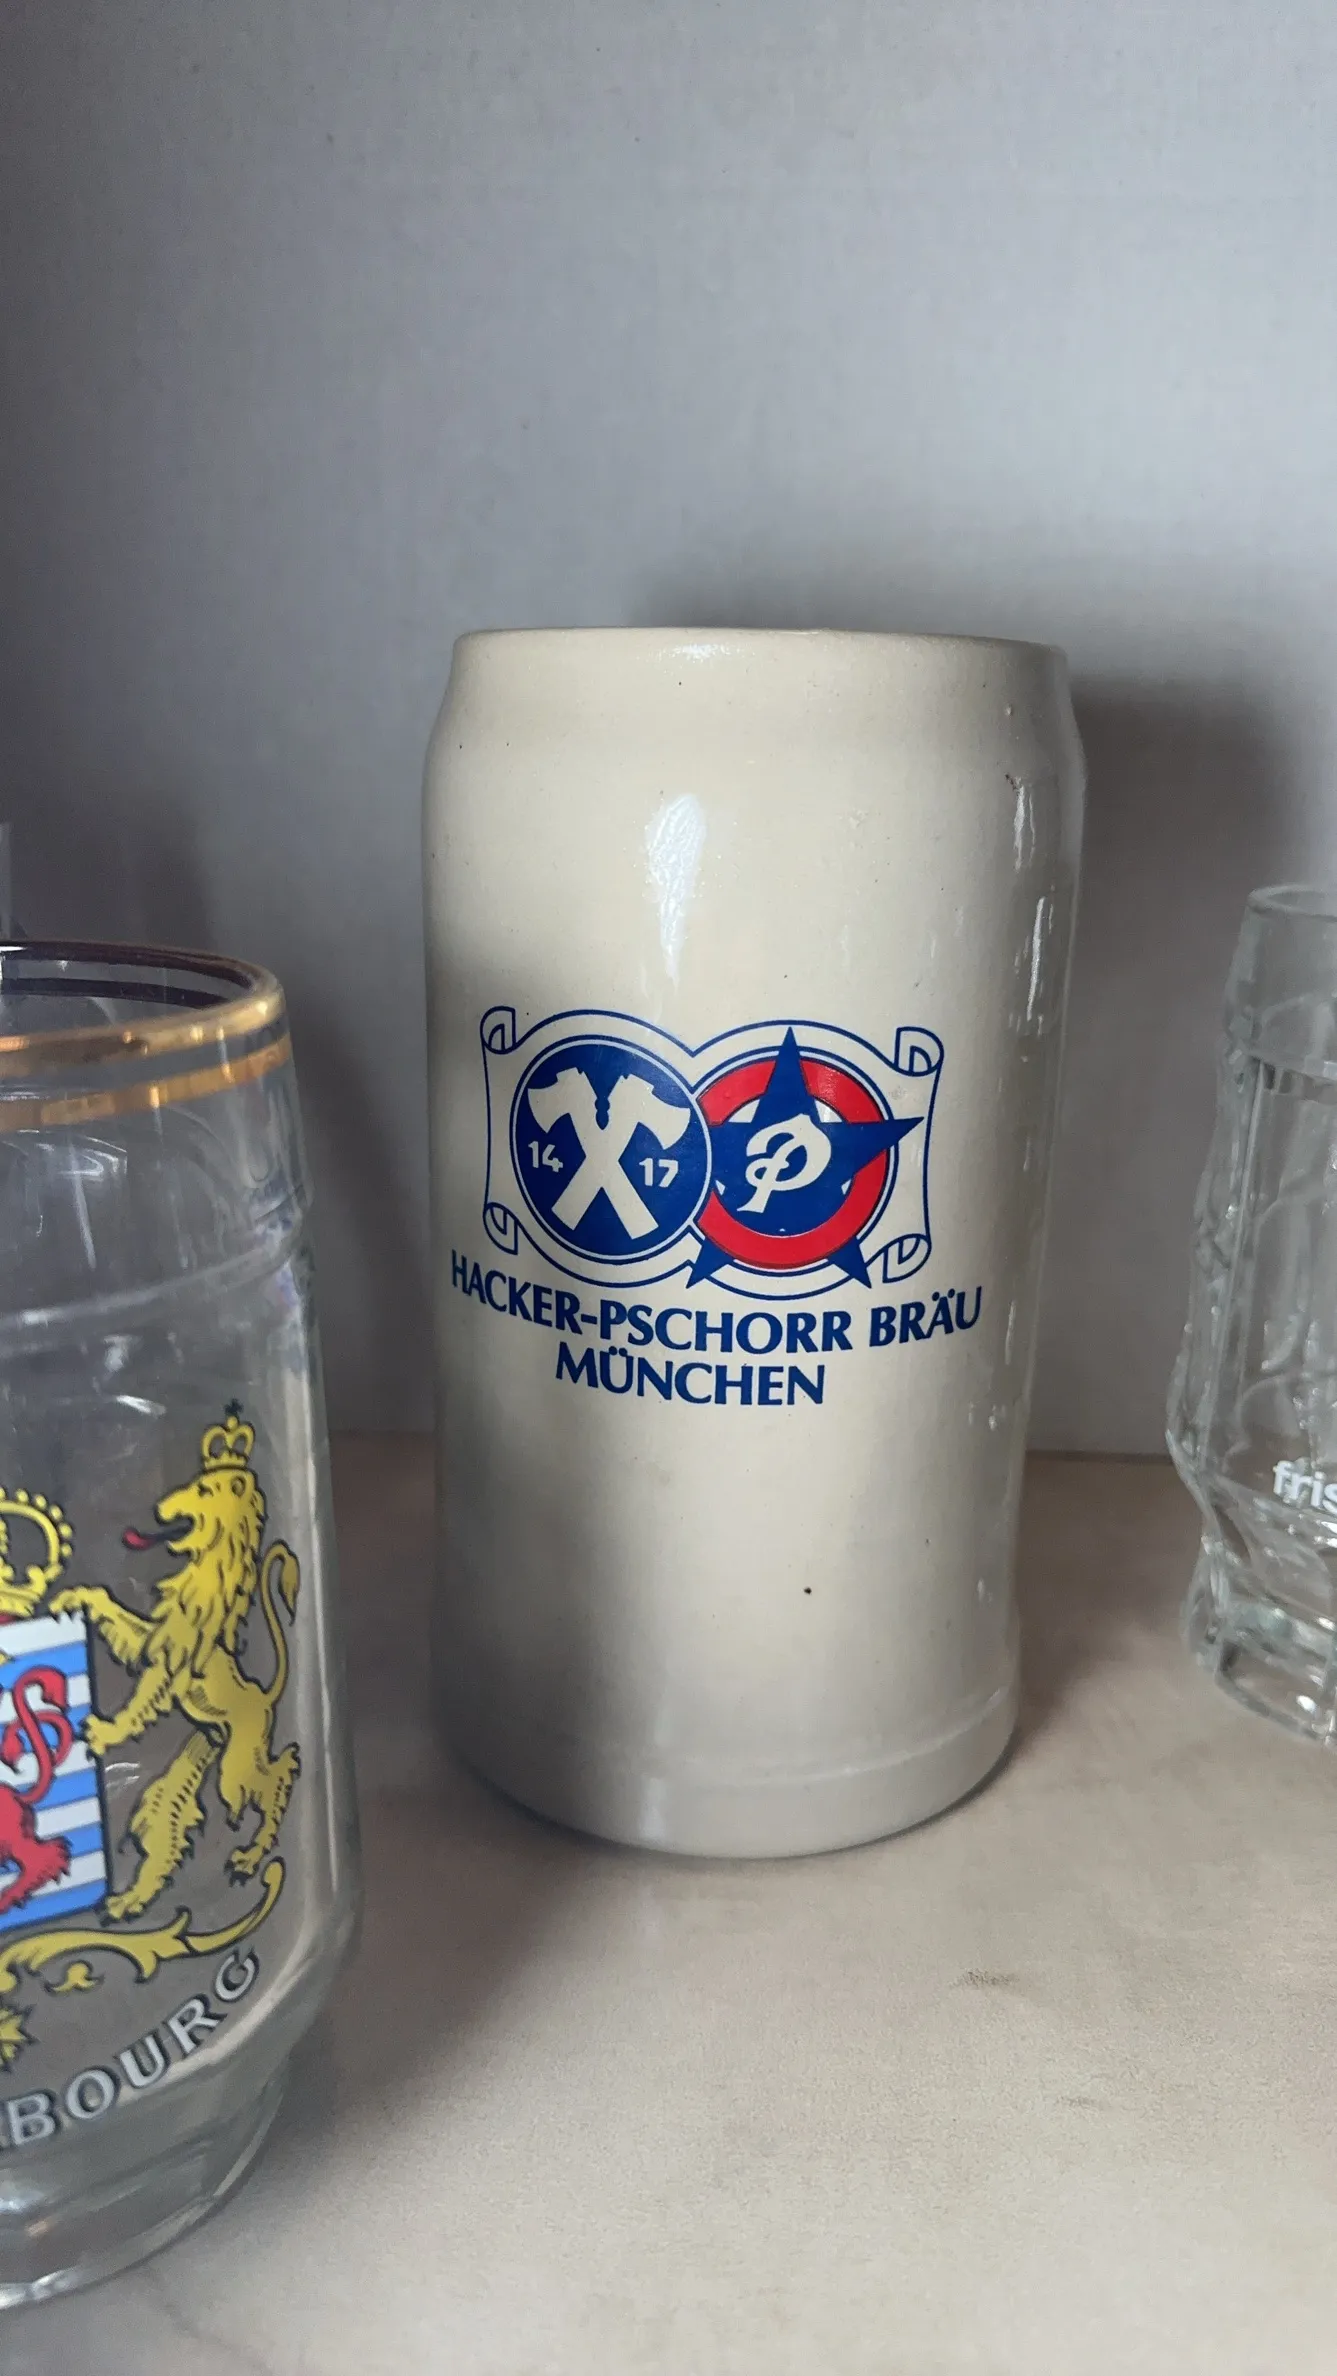 14 17
P
HACKER-PSCHORR BRÄU
MÜNCHEN
BOURG
fris